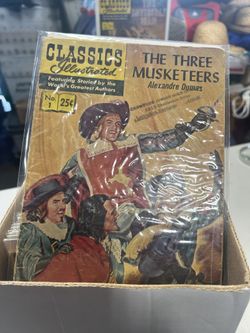 CLASSICS
Illustrated
Featuring Stories by the
World's Greatest Authors
No.
1
25¢
THE THREE
MUSKETEERS
Alexandre Dumas